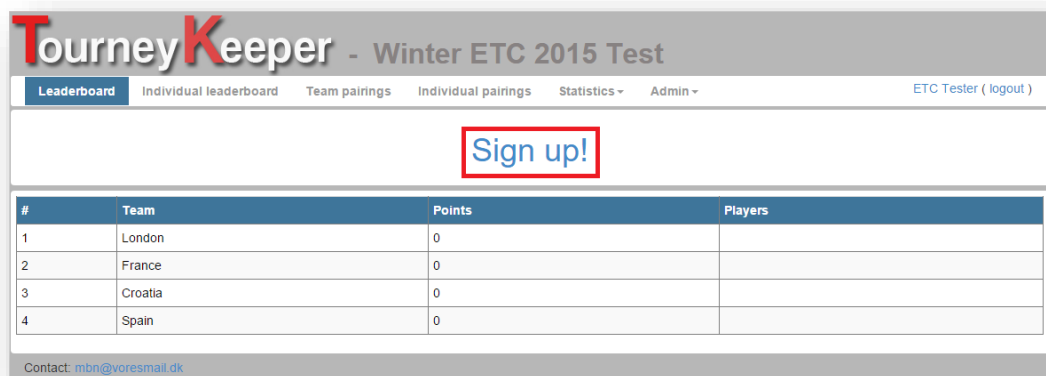 TourneyKeeper - Winter ETC 2015 Test
Leaderboard Individual leaderboard Team pairings Individual pairings Statistics Admin ETC Tester ( logout )
Sign up!
# Team Points Players
1 London 0
2 France 0
3 Croatia 0
4 Spain 0
Contact: mbn@voresmail.dk